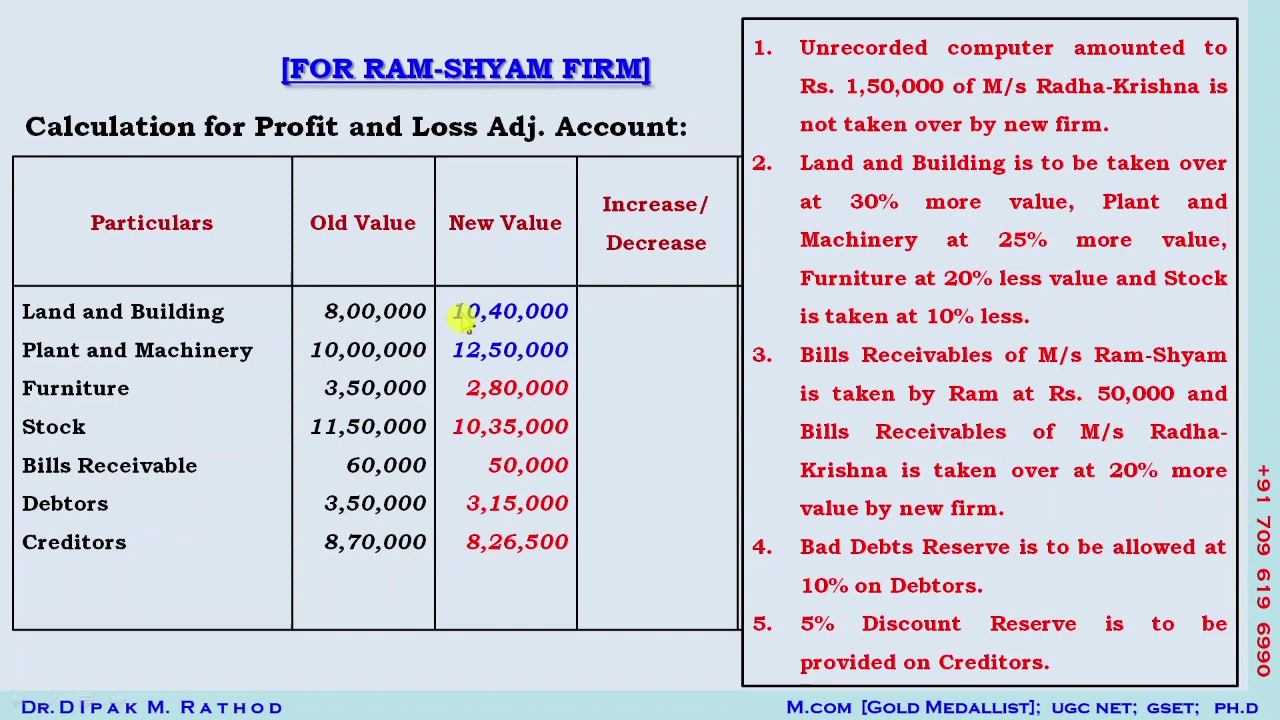 [FOR RAM-SHYAM FIRM]
Calculation for Profit and Loss Adj. Account:
Particulars Old Value New Value Increase/
Decrease
Land and Building 8,00,000 10,40,000
Plant and Machinery 10,00,000 12,50,000
Furniture 3,50,000 2,80,000
Stock 11,50,000 10,35,000
Bills Receivable 60,000 50,000
Debtors 3,50,000 3,15,000
Creditors 8,70,000 8,26,500
1. Unrecorded computer amounted to
Rs. 1,50,000 of M/s Radha-Krishna is
not taken over by new firm.
2. Land and Building is to be taken over
at 30% more value, Plant and
Machinery at 25% more value,
Furniture at 20% less value and Stock
is taken at 10% less.
3. Bills Receivables of M/s Ram-Shyam
is taken by Ram at Rs. 50,000 and
Bills Receivables of M/s Radha-
Krishna is taken over at 20% more
value by new firm.
4. Bad Debts Reserve is to be allowed at
10% on Debtors.
5. 5% Discount Reserve is to be
provided on Creditors.
+91 709 619 6990
DR. DIPAK M. RATHOD
M.COM [GOLD MEDALLIST]; UGC NET; GSET; PH.D